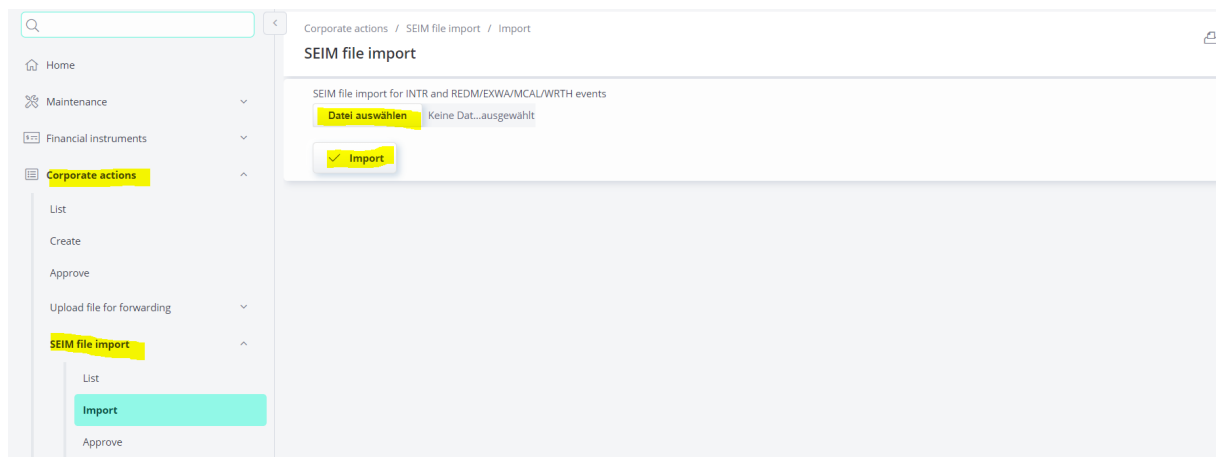 Home
Maintenance
Financial instruments
Corporate actions
List
Create
Approve
Upload file for forwarding
SEIM file import
List
Import
Approve
Corporate actions / SEIM file import / Import
SEIM file import
SEIM file import for INTR and REDM/EXWA/MCAL/WRTH events
Datei auswählen Keine Dat...ausgewählt
Import